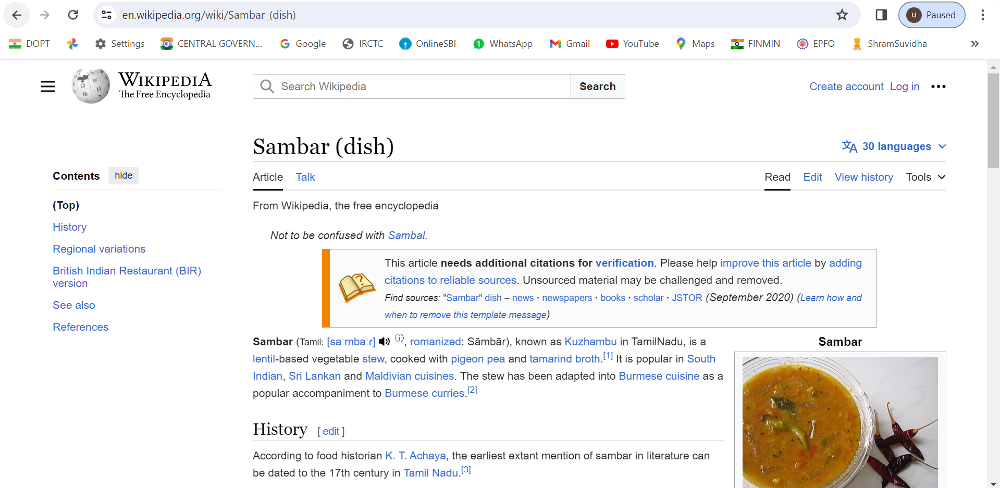 en.wikipedia.org/wiki/Sambar_(dish)
u Paused
DOPT Settings CENTRAL GOVERN... Google IRCTC OnlineSBI 1 WhatsApp Gmail YouTube Maps FINMIN EPFO ShramSuvidha
WIKIPEDIA
The Free Encyclopedia
Search Wikipedia Search
Create account Log in
Sambar (dish)
30 languages
Contents hide
(Top)
History
Regional variations
British Indian Restaurant (BIR)
version
See also
References
Article Talk
Read Edit View history Tools
From Wikipedia, the free encyclopedia
Not to be confused with Sambal.
This article needs additional citations for verification. Please help improve this article by adding
citations to reliable sources. Unsourced material may be challenged and removed.
Find sources: "Sambar" dish – news · newspapers · books · scholar · JSTOR (September 2020) (Learn how and
when to remove this template message)
Sambar (Tamil: [saːmbaːɾ] ⓘ, romanized: Sāmbār), known as Kuzhambu in TamilNadu, is a
lentil-based vegetable stew, cooked with pigeon pea and tamarind broth.[1] It is popular in South
Indian, Sri Lankan and Maldivian cuisines. The stew has been adapted into Burmese cuisine as a
popular accompaniment to Burmese curries.[2]
History [ edit ]
According to food historian K. T. Achaya, the earliest extant mention of sambar in literature can
be dated to the 17th century in Tamil Nadu.[3]
Sambar